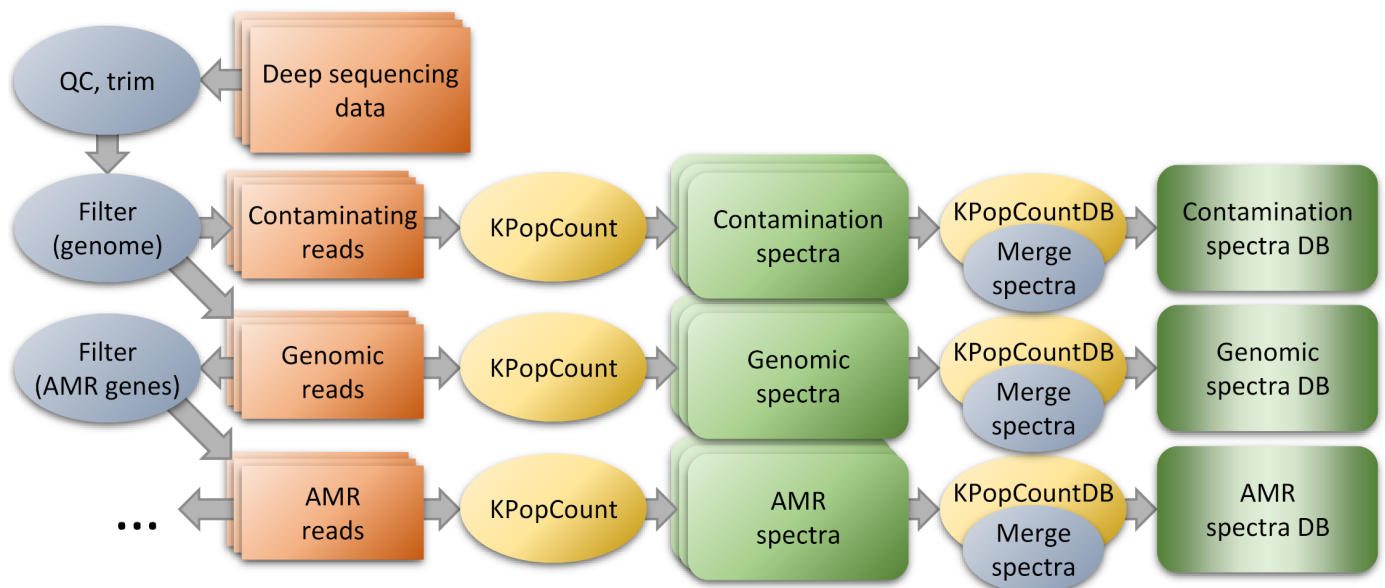 QC, trim
Deep sequencing
data
Filter
(genome)
Contaminating
reads
KPopCount
Contamination
spectra
KPopCountDB
Merge
spectra
Contamination
spectra DB
Filter
(AMR genes)
Genomic
reads
KPopCount
Genomic
spectra
KPopCountDB
Merge
spectra
Genomic
spectra DB
...
AMR
reads
KPopCount
AMR
spectra
KPopCountDB
Merge
spectra
AMR
spectra DB